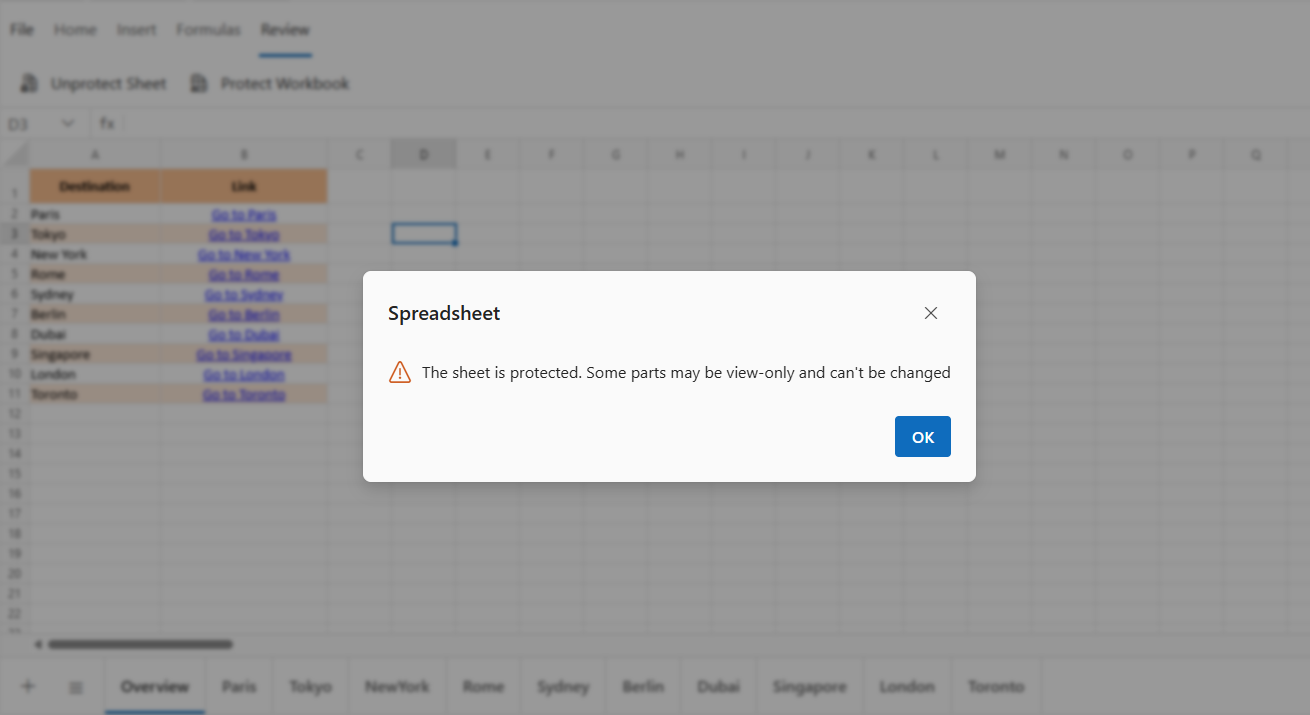 File Home Insert Formulas Review
Unprotect Sheet Protect Workbook
D3 fx
A B C D E F G H I J K L M N O P Q
1 Destination Link
2 Paris Go to Paris
3 Tokyo Go to Tokyo
4 New York Go to New York
5 Rome Go to Rome
6 Sydney Go to Sydney
7 Berlin Go to Berlin
8 Dubai Go to Dubai
9 Singapore Go to Singapore
10 London Go to London
11 Toronto Go to Toronto
12
13
14
15
16
17
18
19
20
21
22
Spreadsheet
The sheet is protected. Some parts may be view-only and can't be changed
OK
Overview Paris Tokyo NewYork Rome Sydney Berlin Dubai Singapore London Toronto